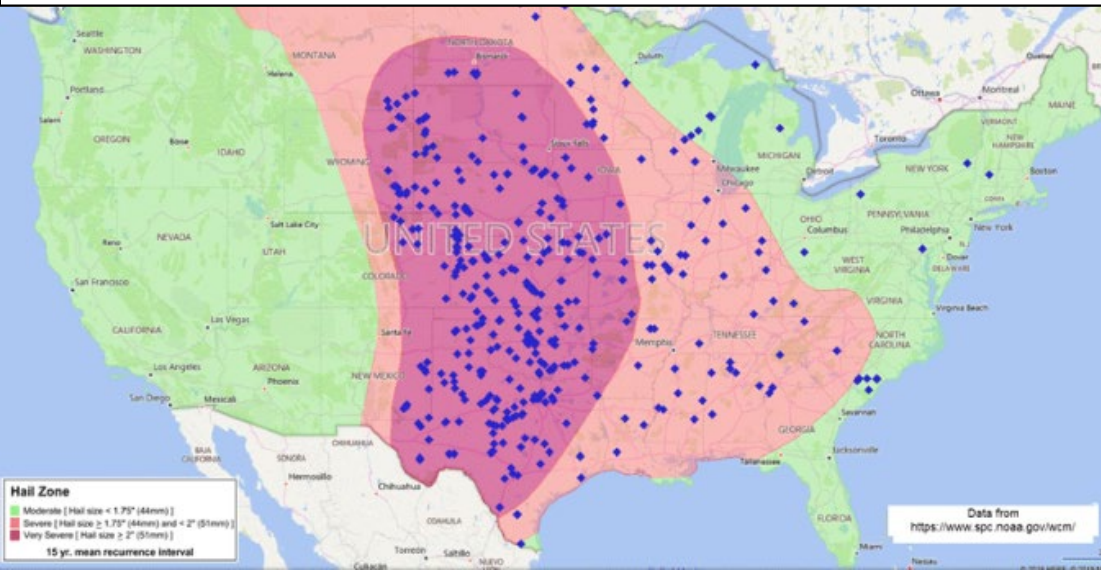 Seattle
WASHINGTON
MONTANA
NORTH DAKOTA
Bismarck
Duluth
Helena
Portland
Salem
OREGON
Boise
IDAHO
WYOMING
Sioux Falls
IOWA
Milwaukee
Chicago
MICHIGAN
Detroit
Toronto
Ottawa
Montreal
MAINE
VERMONT
NEW
HAMPSHIRE
NEW YORK
Boston
CONN
PENNSYLVANIA
New York
Philadelphia
N.J.
Dover
DELAWARE
OHIO
Columbus
WEST
VIRGINIA
VIRGINIA
Virginia Beach
Salt Lake City
Reno
NEVADA
UTAH
UNITED STATES
COLORADO
San Francisco
CALIFORNIA
Las Vegas
Santa Fe
Los Angeles
ARIZONA
Phoenix
NEW MEXICO
San Diego
Mexicali
Memphis
TENNESSEE
NORTH
CAROLINA
Savannah
GEORGIA
Jacksonville
Tallahassee
FLORIDA
Miami
Nassau
BAJA
CALIFORNIA
SONORA
Hermosillo
CHIHUAHUA
Chihuahua
COAHUILA
Torreón
Saltillo
NUEVO
LEÓN
Culiacán
Hail Zone
Moderate [ Hail size < 1.75" (44mm) ]
Severe [ Hail size ≥ 1.75" (44mm) and < 2" (51mm) ]
Very Severe [ Hail size ≥ 2" (51mm) ]
15 yr. mean recurrence interval
Data from
https://www.spc.noaa.gov/wcm/